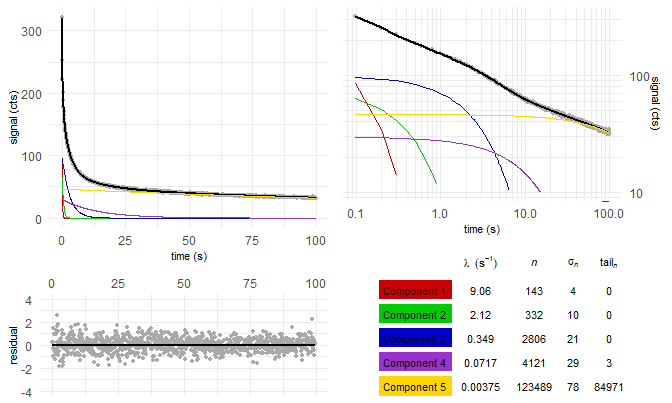 300
200
100
0
signal (cts)
0 25 50 75 100
time (s)
100
10
signal (cts)
0.1 1.0 10.0 100.0
time (s)
0 25 50 75 100
4
2
0
-2
-4
residual
λ (s⁻¹) n σₙ tailₙ
Component 1 9.06 143 4 0
Component 2 2.12 332 10 0
Component 3 0.349 2806 21 0
Component 4 0.0717 4121 29 3
Component 5 0.00375 123489 78 84971